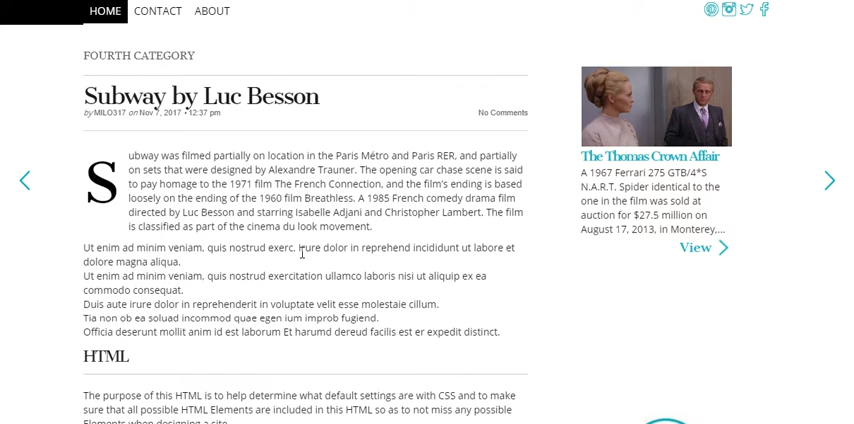 HOME CONTACT ABOUT
FOURTH CATEGORY
Subway by Luc Besson
by MILO317 on Nov 7, 2017 • 12:37 pm No Comments
Subway was filmed partially on location in the Paris Métro and Paris RER, and partially
on sets that were designed by Alexandre Trauner. The opening car chase scene is said
to pay homage to the 1971 film The French Connection, and the film's ending is based
loosely on the ending of the 1960 film Breathless. A 1985 French comedy drama film
directed by Luc Besson and starring Isabelle Adjani and Christopher Lambert. The film
is classified as part of the cinema du look movement.
Ut enim ad minim veniam, quis nostrud exerc. Irure dolor in reprehend incididunt ut labore et
dolore magna aliqua.
Ut enim ad minim veniam, quis nostrud exercitation ullamco laboris nisi ut aliquip ex ea
commodo consequat.
Duis aute irure dolor in reprehenderit in voluptate velit esse molestaie cillum.
Tia non ob ea soluad incommod quae egen ium improb fugiend.
Officia deserunt mollit anim id est laborum Et harumd dereud facilis est er expedit distinct.
HTML
The purpose of this HTML is to help determine what default settings are with CSS and to make
sure that all possible HTML Elements are included in this HTML so as to not miss any possible
Elements when designing a site.
The Thomas Crown Affair
A 1967 Ferrari 275 GTB/4*S
N.A.R.T. Spider identical to the
one in the film was sold at
auction for $27.5 million on
August 17, 2013, in Monterey,...
View